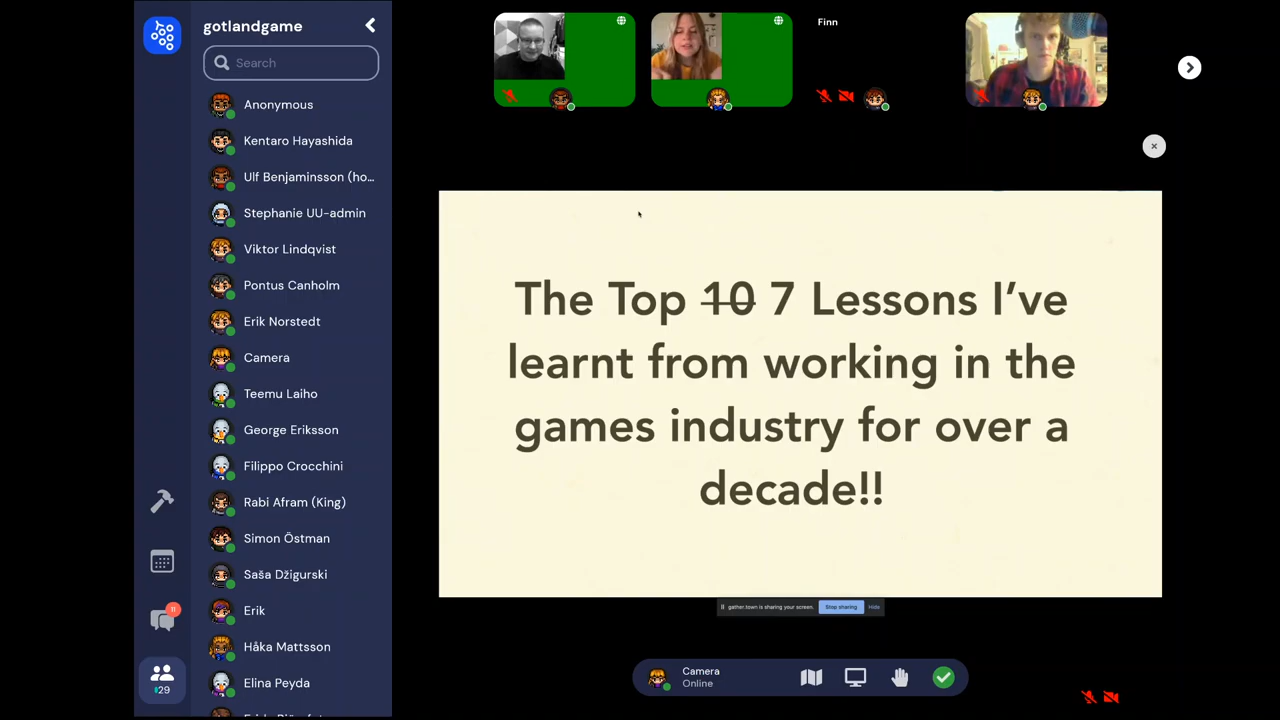 gotlandgame
Search
Anonymous
Kentaro Hayashida
Ulf Benjaminsson (ho...
Stephanie UU-admin
Viktor Lindqvist
Pontus Canholm
Erik Norstedt
Camera
Teemu Laiho
George Eriksson
Filippo Crocchini
Rabi Afram (King)
Simon Östman
Saša Džigurski
Erik
Håka Mattsson
Elina Peyda
11
29
Finn
The Top 10 7 Lessons I’ve
learnt from working in the
games industry for over a
decade!!
gather.town is sharing your screen.
Stop sharing
Hide
Camera
Online